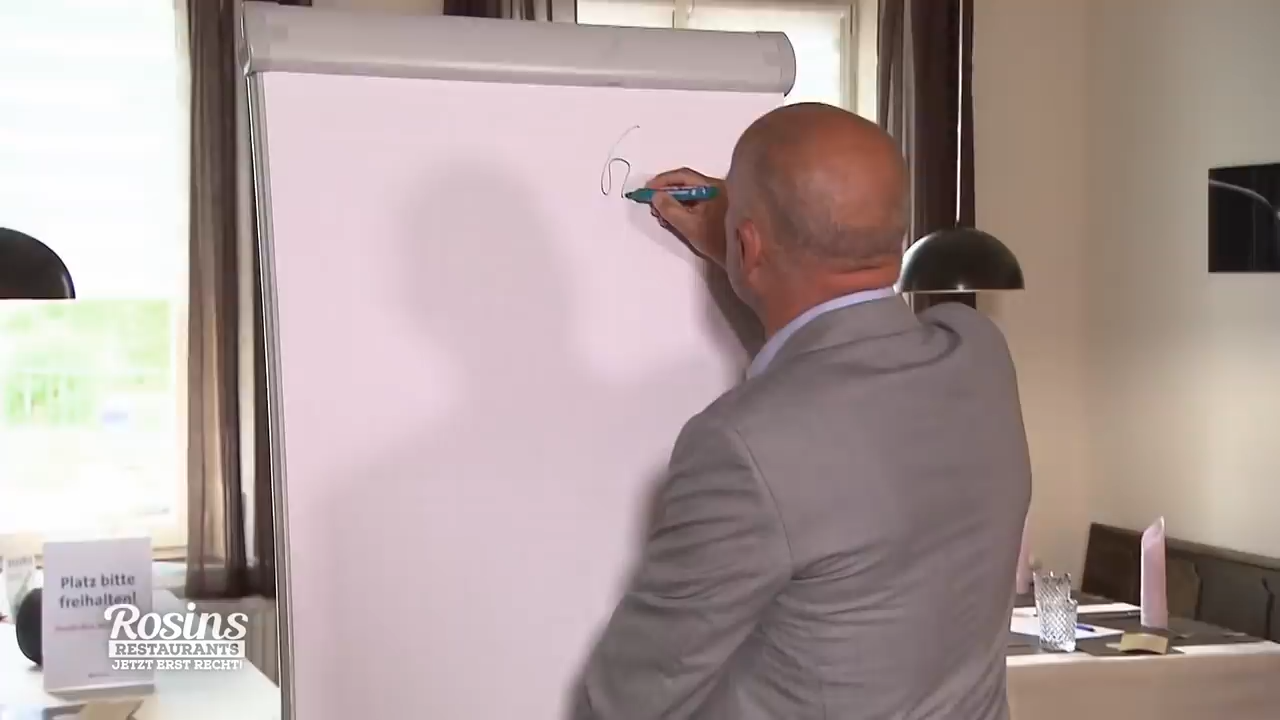 Platz bitte
freihalten!
Rosins
RESTAURANTS
JETZT ERST RECHT!